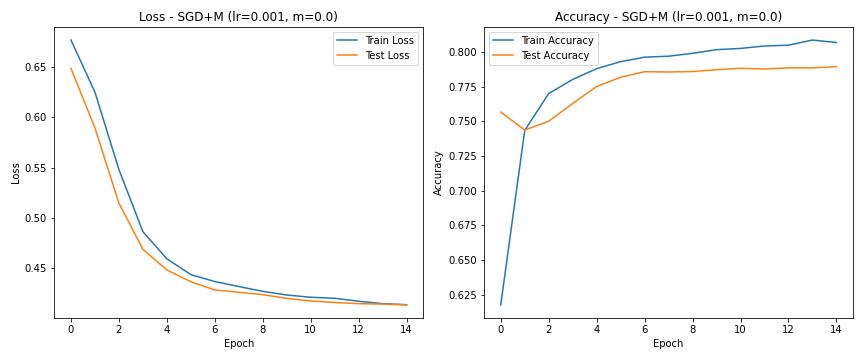 Loss - SGD+M (lr=0.001, m=0.0)
Train Loss
Test Loss
0.65
0.60
0.55
0.50
0.45
Loss
0 2 4 6 8 10 12 14
Epoch
Accuracy - SGD+M (lr=0.001, m=0.0)
Train Accuracy
Test Accuracy
0.800
0.775
0.750
0.725
0.700
0.675
0.650
0.625
Accuracy
0 2 4 6 8 10 12 14
Epoch